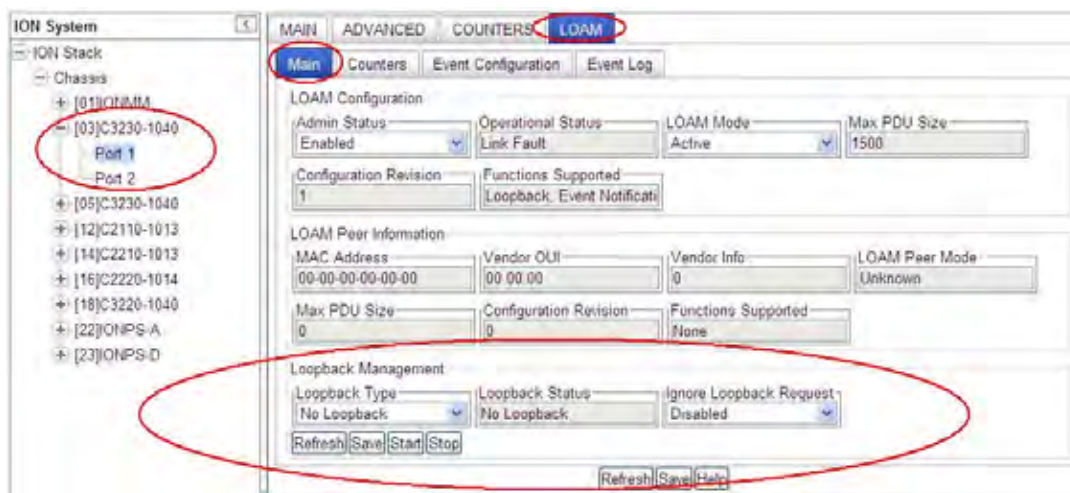 ION System
ION Stack
Chassis
[01]IONMM
[03]C3230-1040
Port 1
Port 2
[05]C3230-1040
[12]C2110-1013
[14]C2210-1013
[16]C2220-1014
[18]C3220-1040
[22]IONPS-A
[23]IONPS-D
MAIN ADVANCED COUNTERS LOAM
Main Counters Event Configuration Event Log
LOAM Configuration
Admin Status Operational Status LOAM Mode Max PDU Size
Enabled Link Fault Active 1500
Configuration Revision Functions Supported
1 Loopback, Event Notificati
LOAM Peer Information
MAC Address Vendor OUI Vendor Info LOAM Peer Mode
00-00-00-00-00-00 00 00 00 0 Unknown
Max PDU Size Configuration Revision Functions Supported
0 0 None
Loopback Management
Loopback Type Loopback Status Ignore Loopback Request
No Loopback No Loopback Disabled
Refresh Save Start Stop
Refresh Save Help